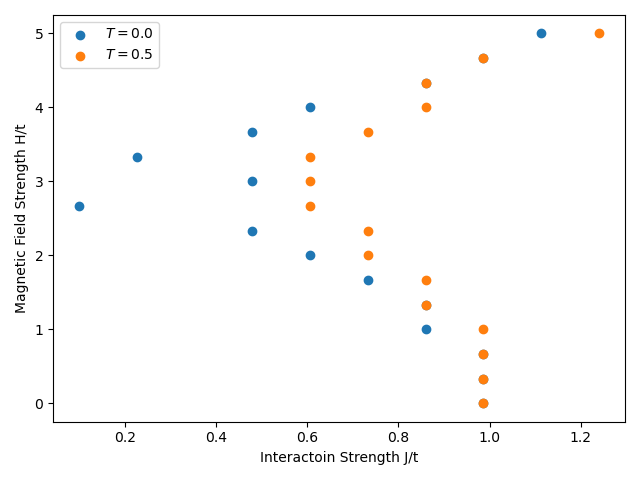 T = 0.0
T = 0.5
Magnetic Field Strength H/t
5
4
3
2
1
0
0.2 0.4 0.6 0.8 1.0 1.2
Interactoin Strength J/t